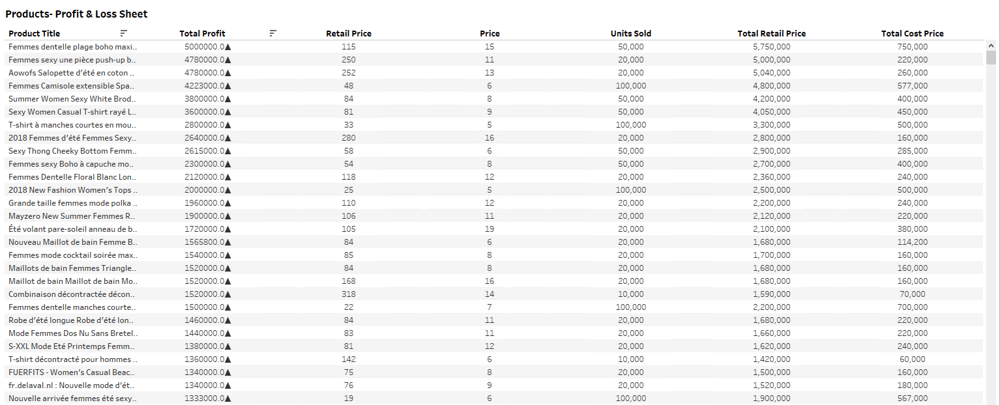 Products- Profit & Loss Sheet
Product Title Total Profit Retail Price Price Units Sold Total Retail Price Total Cost Price
Femmes dentelle plage boho maxi.. 5000000.0▲ 115 15 50,000 5,750,000 750,000
Femmes sexy une pièce push-up b.. 4780000.0▲ 250 11 20,000 5,000,000 220,000
Aowofs Salopette d’été en coton .. 4780000.0▲ 252 13 20,000 5,040,000 260,000
Femmes Camisole extensible Spa.. 4223000.0▲ 48 6 100,000 4,800,000 577,000
Summer Women Sexy White Brod.. 3800000.0▲ 84 8 50,000 4,200,000 400,000
Sexy Women Casual T-shirt rayé L.. 3600000.0▲ 81 9 50,000 4,050,000 450,000
T-shirt à manches courtes en mou.. 2800000.0▲ 33 5 100,000 3,300,000 500,000
2018 Femmes d’été Femmes Sexy.. 2640000.0▲ 280 16 20,000 2,800,000 160,000
Sexy Thong Cheeky Bottom Femm.. 2615000.0▲ 58 6 50,000 2,900,000 285,000
Femmes sexy Boho à capuche mo.. 2300000.0▲ 54 8 50,000 2,700,000 400,000
Femmes Dentelle Floral Blanc Lon.. 2120000.0▲ 118 12 20,000 2,360,000 240,000
2018 New Fashion Women’s Tops .. 2000000.0▲ 25 5 100,000 2,500,000 500,000
Grande taille femmes mode polka .. 1960000.0▲ 110 12 20,000 2,200,000 240,000
Mayzero New Summer Femmes R.. 1900000.0▲ 106 11 20,000 2,120,000 220,000
Été volant pare-soleil anneau de b.. 1720000.0▲ 105 19 20,000 2,100,000 380,000
Nouveau Maillot de bain Femme B.. 1565800.0▲ 84 6 20,000 1,680,000 114,200
Femmes mode cocktail soirée max.. 1540000.0▲ 85 8 20,000 1,700,000 160,000
Maillots de bain Femmes Triangle.. 1520000.0▲ 84 8 20,000 1,680,000 160,000
Maillot de bain Maillot de bain Mo.. 1520000.0▲ 168 16 20,000 1,680,000 160,000
Combinaison décontractée décon.. 1520000.0▲ 318 14 10,000 1,590,000 70,000
Femmes dentelle manches courte.. 1500000.0▲ 22 7 100,000 2,200,000 700,000
Robe d’été longue Robe d’été lon.. 1460000.0▲ 84 11 20,000 1,680,000 220,000
Mode Femmes Dos Nu Sans Bretel.. 1440000.0▲ 83 11 20,000 1,660,000 220,000
S-XXL Mode Eté Printemps Femm.. 1380000.0▲ 81 12 20,000 1,620,000 240,000
T-shirt décontracté pour hommes .. 1360000.0▲ 142 6 10,000 1,420,000 60,000
FUERFITS - Women’s Casual Beac.. 1340000.0▲ 75 8 20,000 1,500,000 160,000
fr.delaval.nl : Nouvelle mode d’ét.. 1340000.0▲ 76 9 20,000 1,520,000 180,000
Nouvelle arrivée femmes été sexy.. 1333000.0▲ 19 6 100,000 1,900,000 567,000